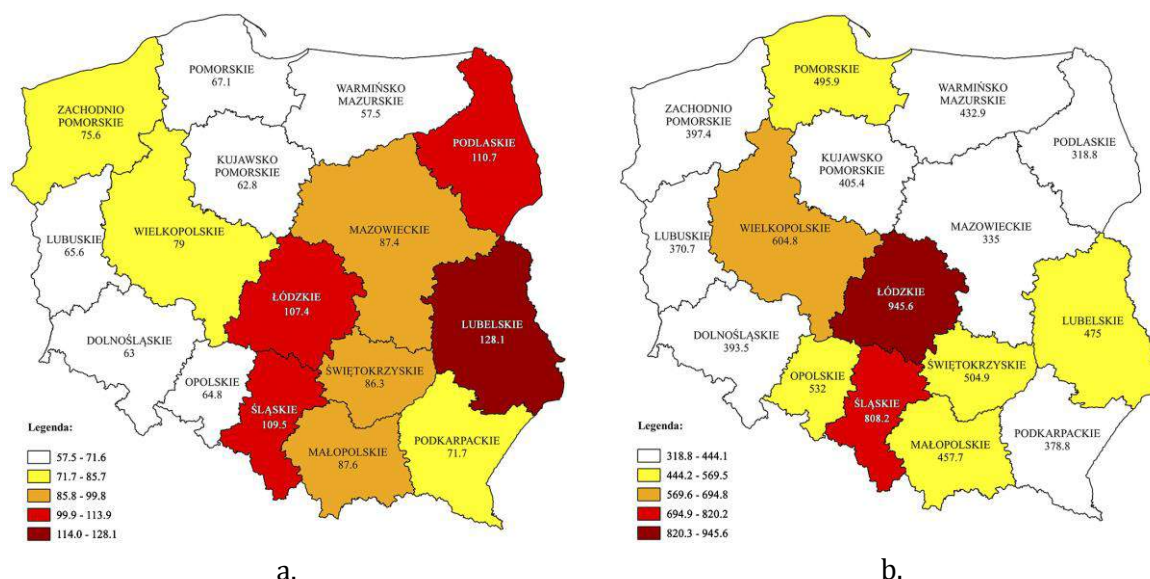 POMORSKIE
67.1
WARMIŃSKO
MAZURSKIE
57.5
ZACHODNIO
POMORSKIE
75.6
PODLASKIE
110.7
KUJAWSKO
POMORSKIE
62.8
LUBUSKIE
65.6
WIELKOPOLSKIE
79
MAZOWIECKIE
87.4
ŁÓDZKIE
107.4
LUBELSKIE
128.1
DOLNOŚLĄSKIE
63
OPOLSKIE
64.8
ŚWIĘTOKRZYSKIE
86.3
ŚLĄSKIE
109.5
MAŁOPOLSKIE
87.6
PODKARPACKIE
71.7
Legenda:
57.5 - 71.6
71.7 - 85.7
85.8 - 99.8
99.9 - 113.9
114.0 - 128.1
a.
POMORSKIE
495.9
WARMIŃSKO
MAZURSKIE
432.9
ZACHODNIO
POMORSKIE
397.4
PODLASKIE
318.8
KUJAWSKO
POMORSKIE
405.4
LUBUSKIE
370.7
WIELKOPOLSKIE
604.8
MAZOWIECKIE
335
ŁÓDZKIE
945.6
LUBELSKIE
475
DOLNOŚLĄSKIE
393.5
OPOLSKIE
532
ŚWIĘTOKRZYSKIE
504.9
ŚLĄSKIE
808.2
MAŁOPOLSKIE
457.7
PODKARPACKIE
378.8
Legenda:
318.8 - 444.1
444.2 - 569.5
569.6 - 694.8
694.9 - 820.2
820.3 - 945.6
b.